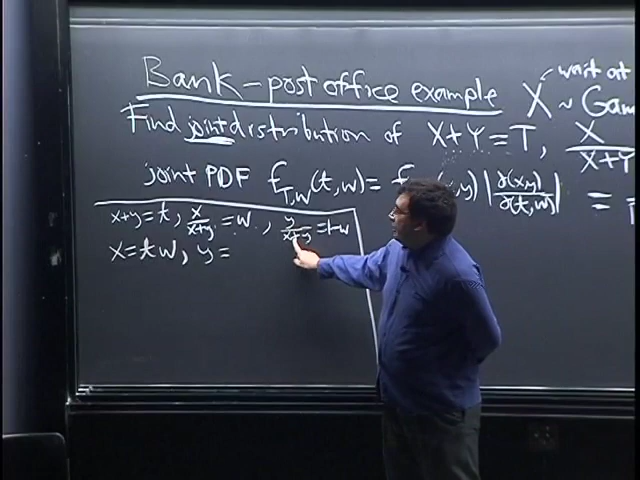 Bank - post office example
wait at
X ~ Gam
Find joint distribution of X+Y=T, X/(X+Y)
joint PDF f_{T,W}(t,w) = f (x,y) |∂(x,y)/∂(t,w)| =
x+y=t, x/(x+y)=w, y/(x+y)=1-w
x=tw, y=